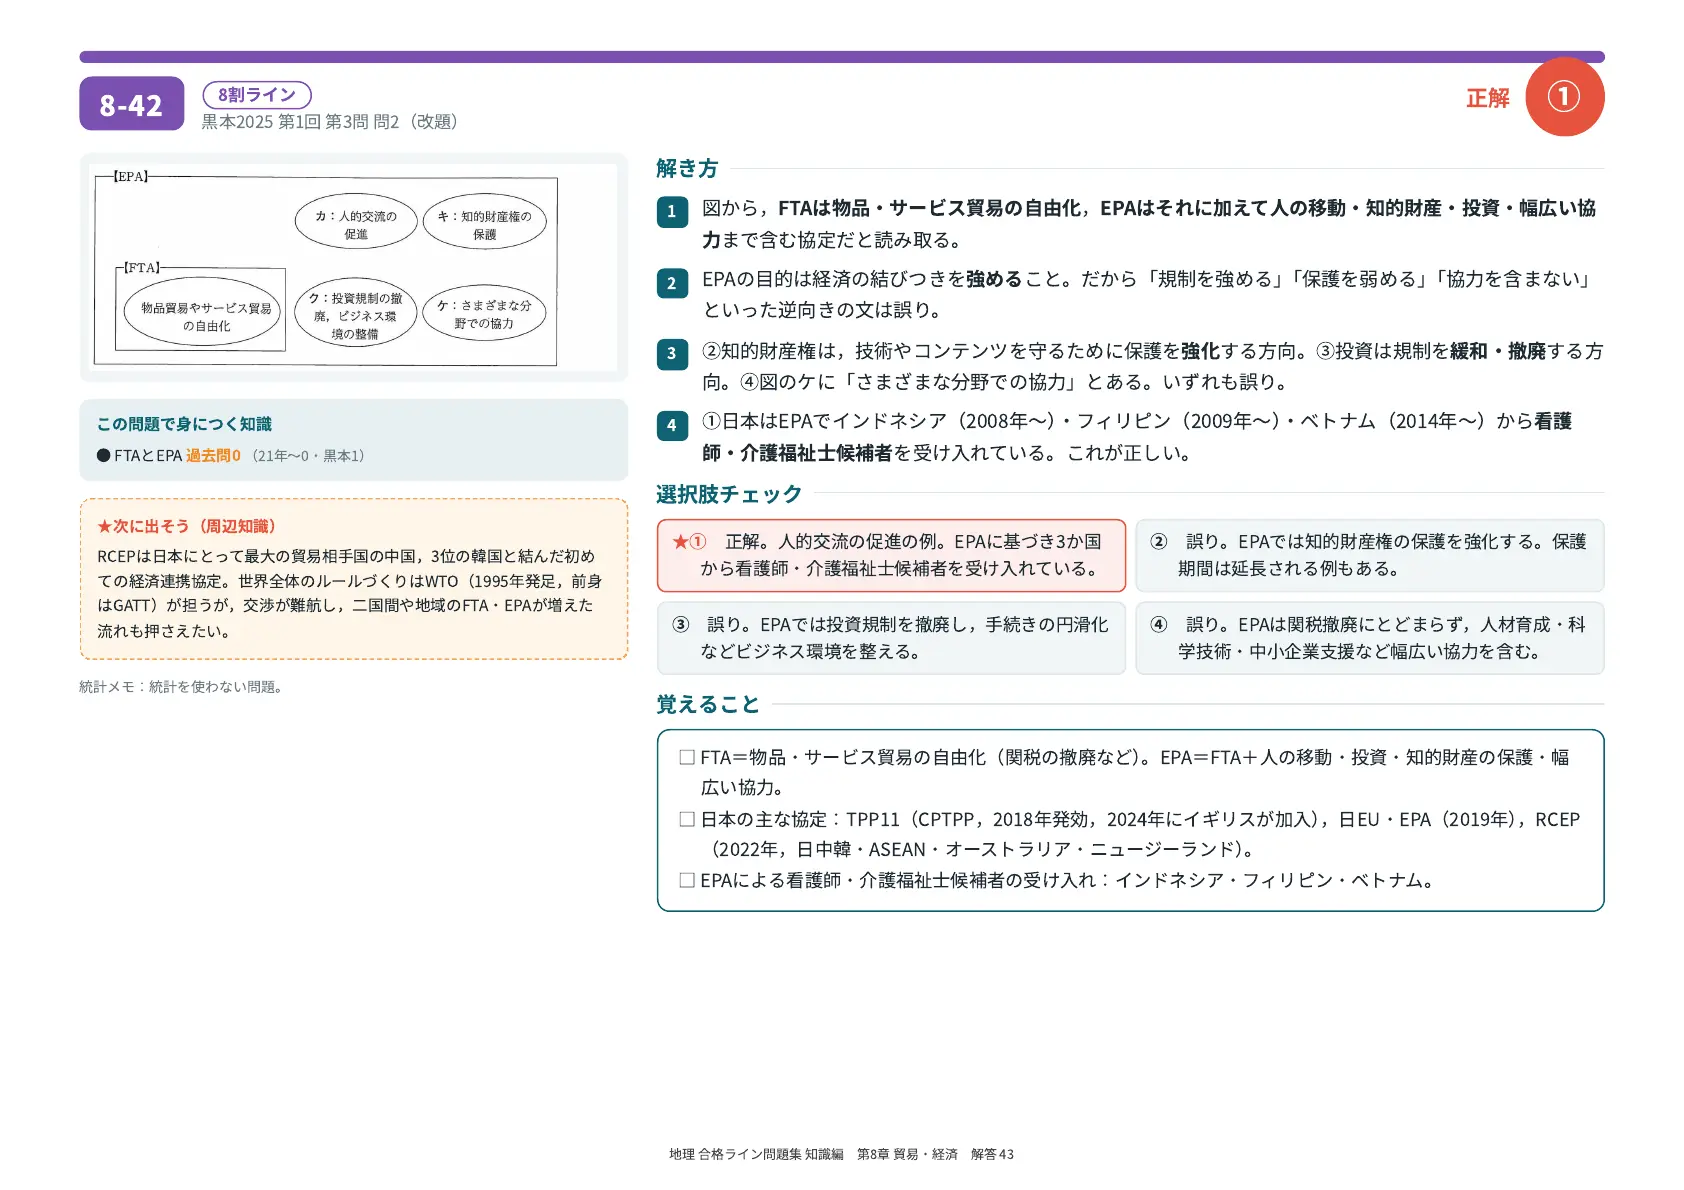 8-42
8割ライン
黒本2025 第1回 第3問 問2（改題）
正解 ①
【EPA】
カ：人的交流の
促進
キ：知的財産権の
保護
【FTA】
物品貿易やサービス貿易
の自由化
ク：投資規制の撤
廃，ビジネス環
境の整備
ケ：さまざまな分
野での協力
この問題で身につく知識
●FTAとEPA 過去問0（21年～0・黒本1）
★次に出そう（周辺知識）
RCEPは日本にとって最大の貿易相手国の中国，3位の韓国と結んだ初め
ての経済連携協定。世界全体のルールづくりはWTO（1995年発足，前身
はGATT）が担うが，交渉が難航し，二国間や地域のFTA・EPAが増えた
流れも押さえたい。
統計メモ：統計を使わない問題。
解き方
1 図から，FTAは物品・サービス貿易の自由化，EPAはそれに加えて人の移動・知的財産・投資・幅広い協
力まで含む協定だと読み取る。
2 EPAの目的は経済の結びつきを強めること。だから「規制を強める」「保護を弱める」「協力を含まない」
といった逆向きの文は誤り。
3 ②知的財産権は，技術やコンテンツを守るために保護を強化する方向。③投資は規制を緩和・撤廃する方
向。④図のケに「さまざまな分野での協力」とある。いずれも誤り。
4 ①日本はEPAでインドネシア（2008年～）・フィリピン（2009年～）・ベトナム（2014年～）から看護
師・介護福祉士候補者を受け入れている。これが正しい。
選択肢チェック
★① 正解。人的交流の促進の例。EPAに基づき3か国
から看護師・介護福祉士候補者を受け入れている。
② 誤り。EPAでは知的財産権の保護を強化する。保護
期間は延長される例もある。
③ 誤り。EPAでは投資規制を撤廃し，手続きの円滑化
などビジネス環境を整える。
④ 誤り。EPAは関税撤廃にとどまらず，人材育成・科
学技術・中小企業支援など幅広い協力を含む。
覚えること
□ FTA＝物品・サービス貿易の自由化（関税の撤廃など）。EPA＝FTA＋人の移動・投資・知的財産の保護・幅
広い協力。
□ 日本の主な協定：TPP11（CPTPP，2018年発効，2024年にイギリスが加入），日EU・EPA（2019年），RCEP
（2022年，日中韓・ASEAN・オーストラリア・ニュージーランド）。
□ EPAによる看護師・介護福祉士候補者の受け入れ：インドネシア・フィリピン・ベトナム。
地理 合格ライン問題集 知識編 第8章 貿易・経済 解答 43